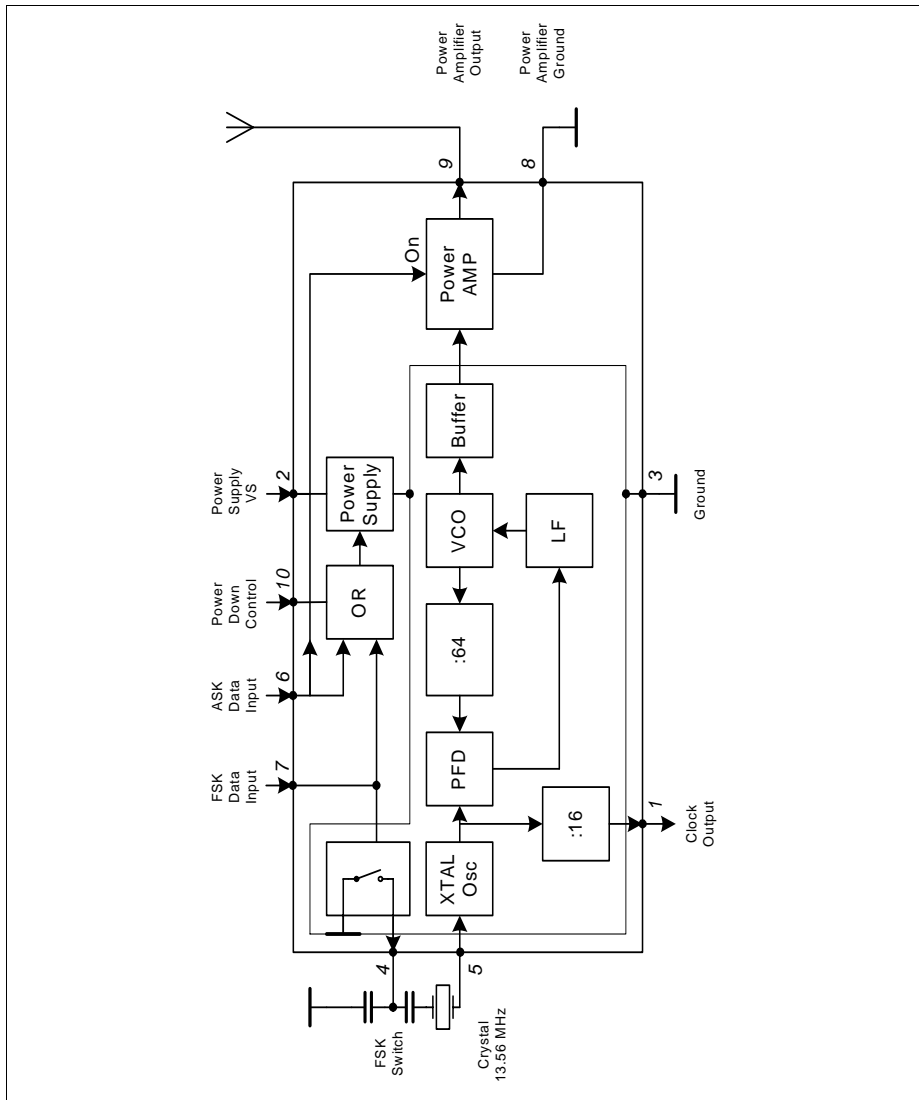 Power
Amplifier
Output
Power
Amplifier
Ground
9
8
On
Power
AMP
Power
Supply
VS
2
Power
Supply
Buffer
Power
Down
Control
10
OR
VCO
LF
3
Ground
ASK
Data
Input
6
:64
FSK
Data
Input
7
PFD
:16
1
Clock
Output
XTAL
Osc
4
5
FSK
Switch
Crystal
13.56 MHz